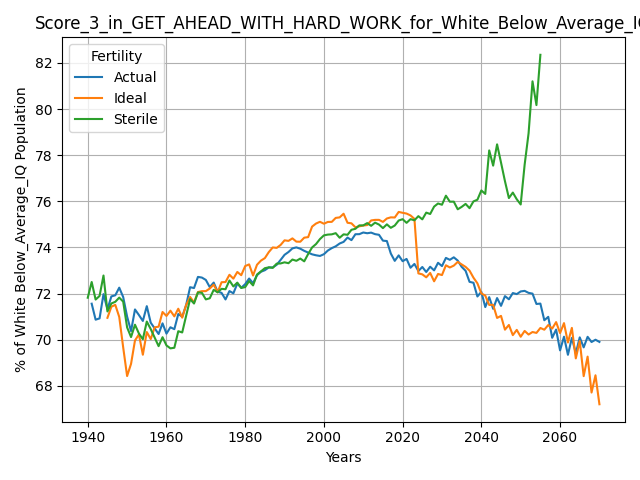 Score_3_in_GET_AHEAD_WITH_HARD_WORK_for_White_Below_Average_IQ
Fertility
Actual
Ideal
Sterile
% of White Below_Average_IQ Population
82
80
78
76
74
72
70
68
1940 1960 1980 2000 2020 2040 2060
Years